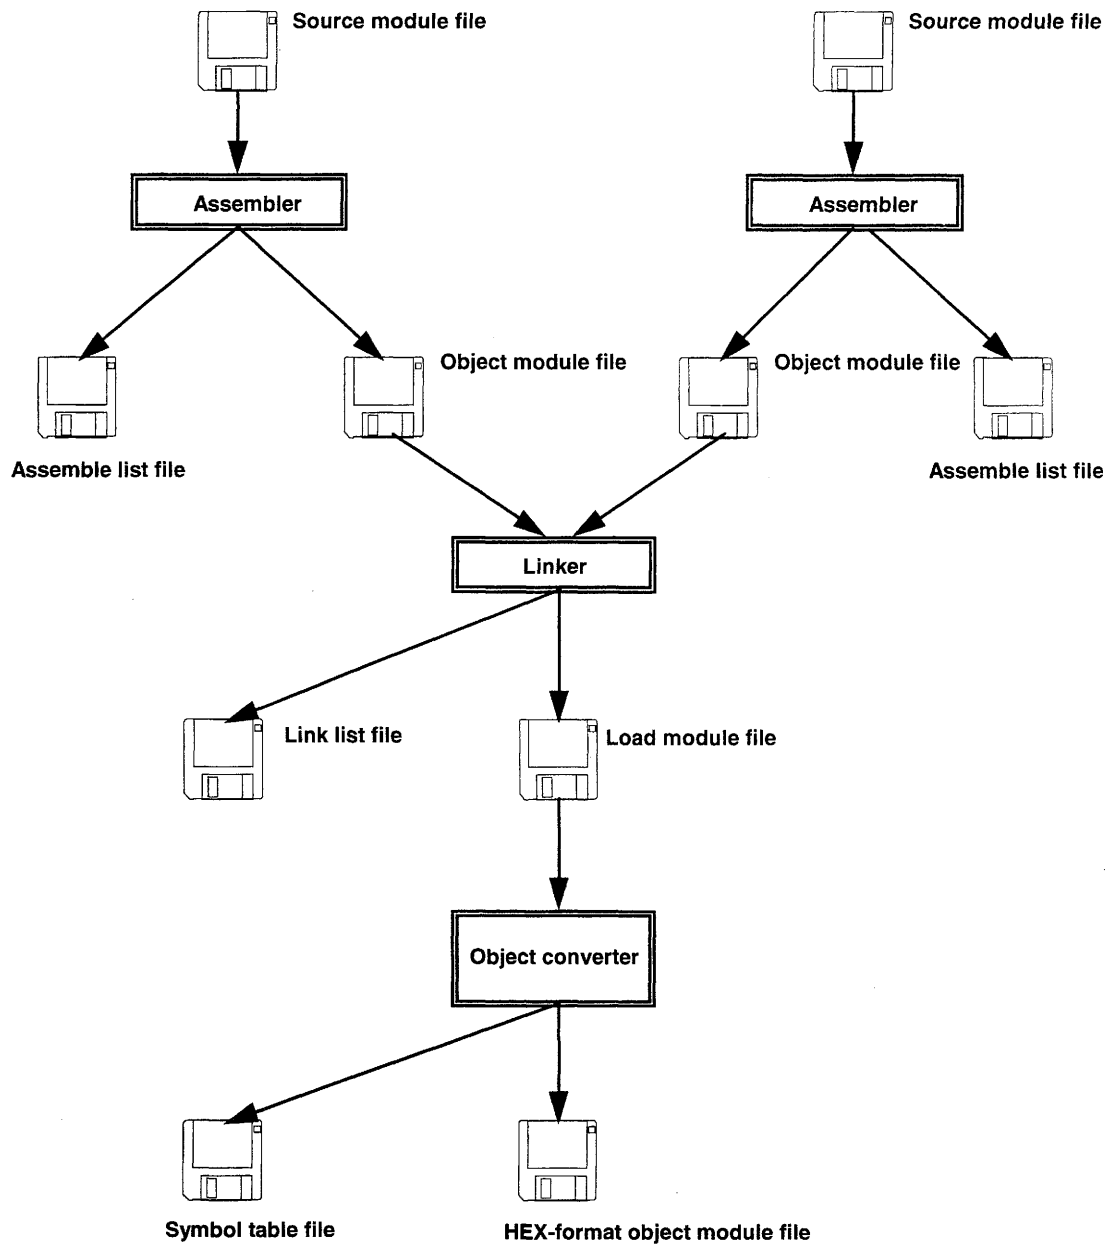 Source module file
Source module file
Assembler
Assembler
Object module file
Object module file
Assemble list file
Assemble list file
Linker
Link list file
Load module file
Object converter
Symbol table file
HEX-format object module file